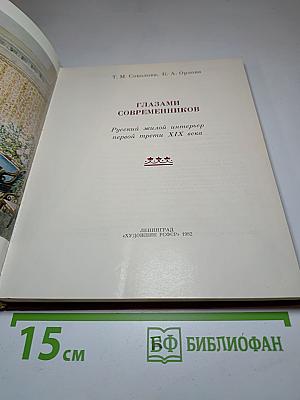 Т. М. Соколова, К. А. Орлова
ГЛАЗАМИ
СОВРЕМЕННИКОВ
Русский жилой интерьер
первой трети XIX века
ЛЕНИНГРАД
«ХУДОЖНИК РСФСР» 1982
15 см
БФ БИБЛИОФАН